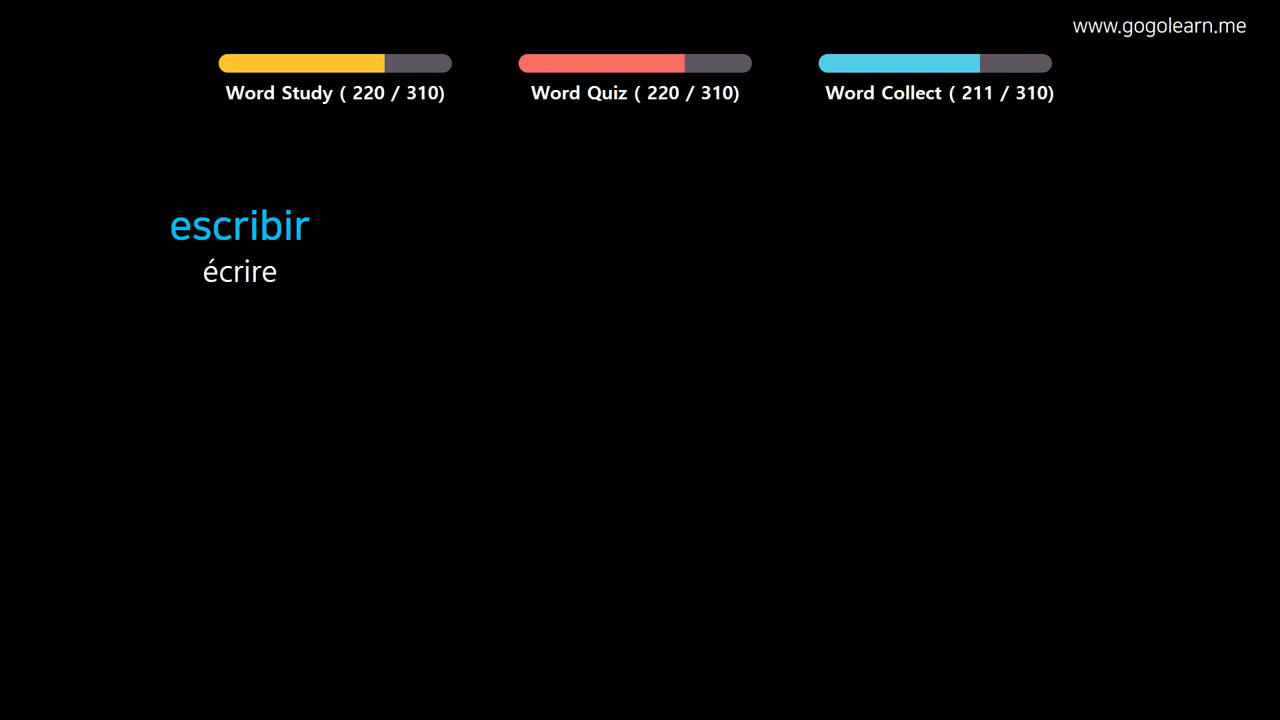 www.gogolearn.me
Word Study ( 220 / 310)
Word Quiz ( 220 / 310)
Word Collect ( 211 / 310)
escribir
écrire